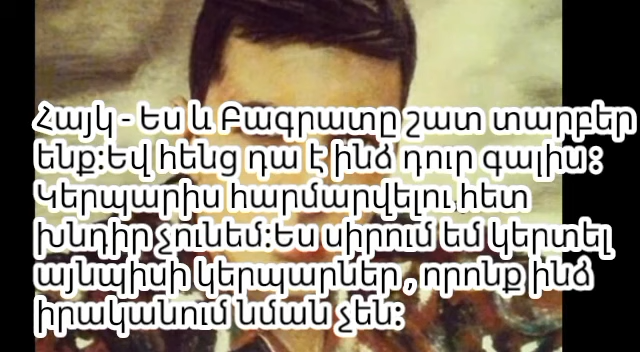 Հայկ - Ես և Բագրատը շատ տարբեր
ենք:Եվ հենց դա է ինձ դուր գալիս :
Կերպարիս հարմարվելու հետ
խնդիր չունեմ:Ես սիրում եմ կերտել
այնպիսի կերպարներ , որոնք ինձ
իրականում նման չեն: